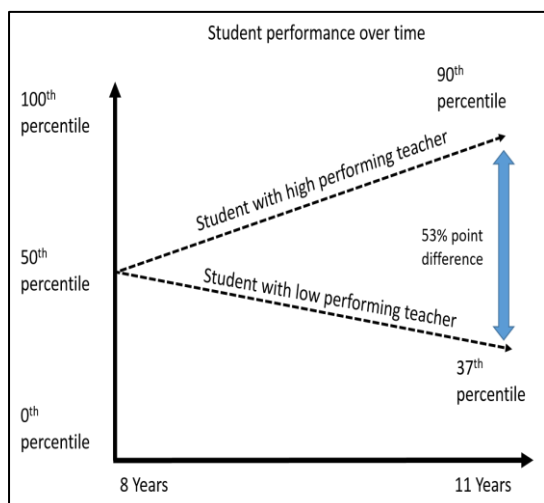 Student performance over time
90th
percentile
100th
percentile
Student with high performing teacher
53% point
difference
50th
percentile
Student with low performing teacher
37th
percentile
0th
percentile
8 Years
11 Years